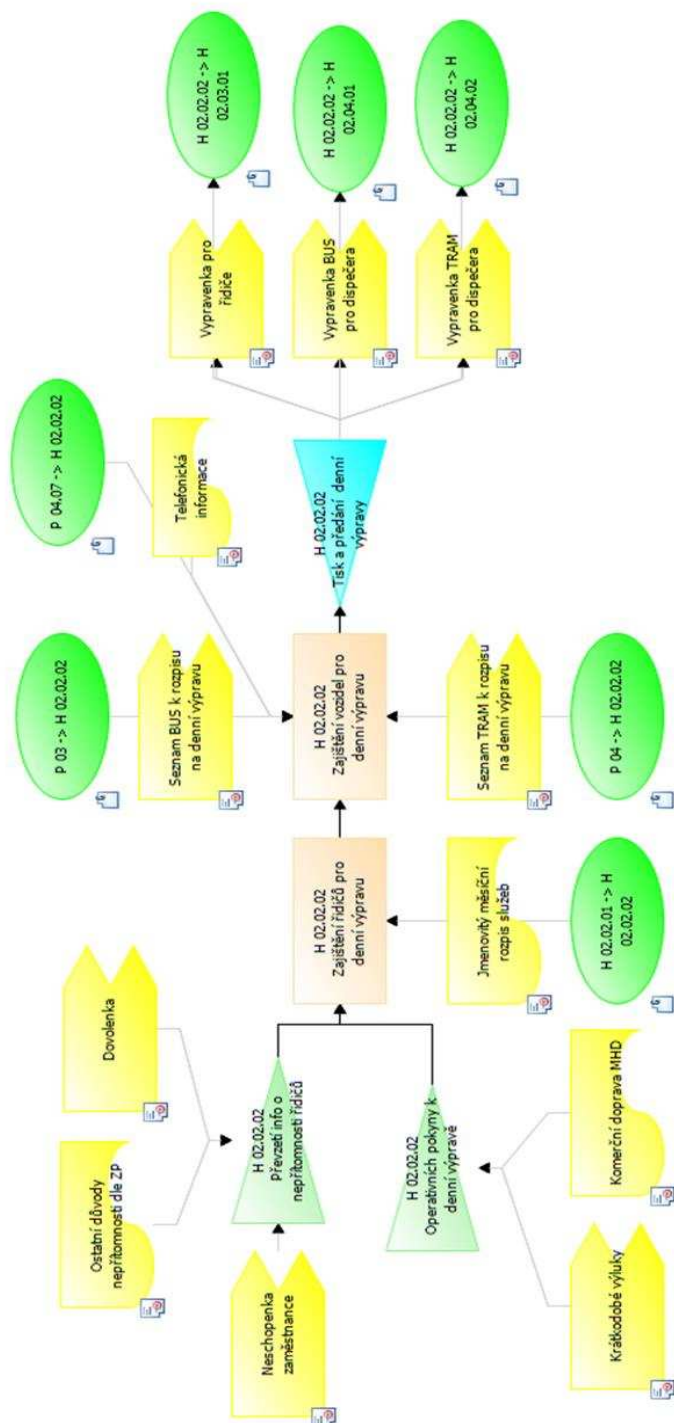 Ostatní důvody
nepřítomnosti dle ZP
Dovolenka
P 03 -> H 02.02.02
P 04.07 -> H 02.02.02
Seznam BUS k rozpisu
na denní výpravu
Telefonická
informace
Vypravenka pro
řidiče
H 02.02.02 -> H
02.03.01
Neschopenka
zaměstnance
H 02.02.02
Převzetí info o
nepřítomnosti řidičů
H 02.02.02
Zajištění řidičů pro
denní výpravu
H 02.02.02
Zajištění vozidel pro
denní výpravu
H 02.02.02
Tisk a předání denní
výpravy
Vypravenka BUS
pro dispečera
H 02.02.02 -> H
02.04.01
H 02.02.02
Operativních pokyny k
denní výpravě
Jmenovitý měsíční
rozpis služeb
Seznam TRAM k rozpisu
na denní výpravu
Vypravenka TRAM
pro dispečera
H 02.02.02 -> H
02.04.02
Krátkodobé výluky
Komerční doprava MHD
H 02.02.01 -> H
02.02.02
P 04 -> H 02.02.02